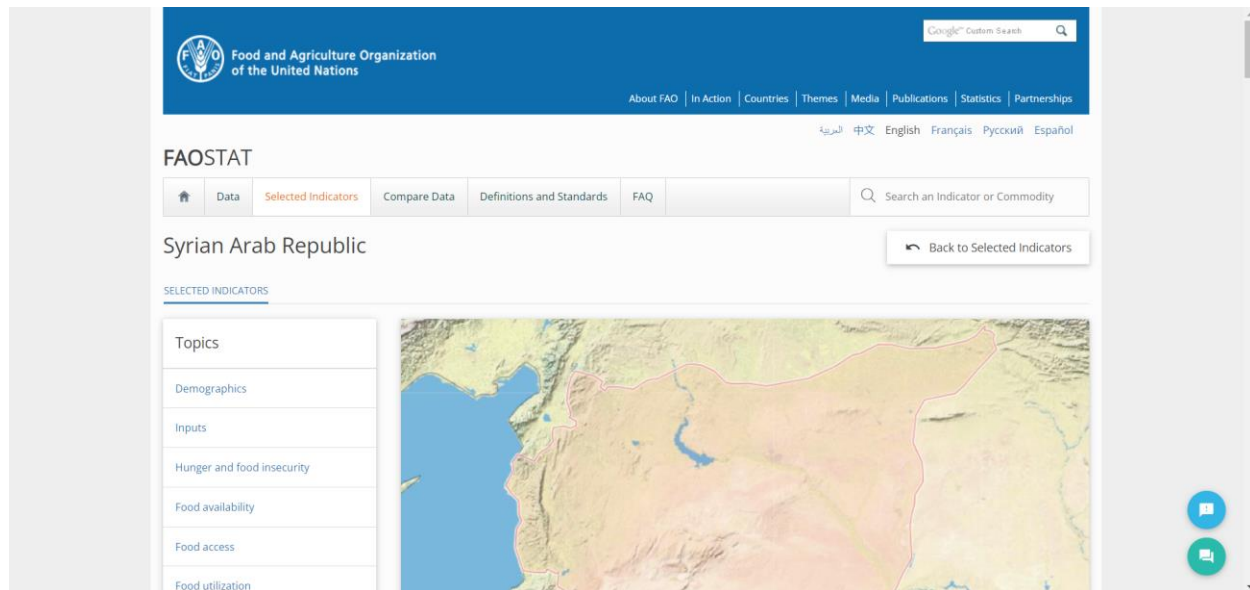 Google™ Custom Search
Food and Agriculture Organization
of the United Nations
About FAO | In Action | Countries | Themes | Media | Publications | Statistics | Partnerships
العربية 中文 English Français Русский Español
FAOSTAT
Data Selected Indicators Compare Data Definitions and Standards FAQ Search an Indicator or Commodity
Syrian Arab Republic Back to Selected Indicators
SELECTED INDICATORS
Topics
Demographics
Inputs
Hunger and food insecurity
Food availability
Food access
Food utilization